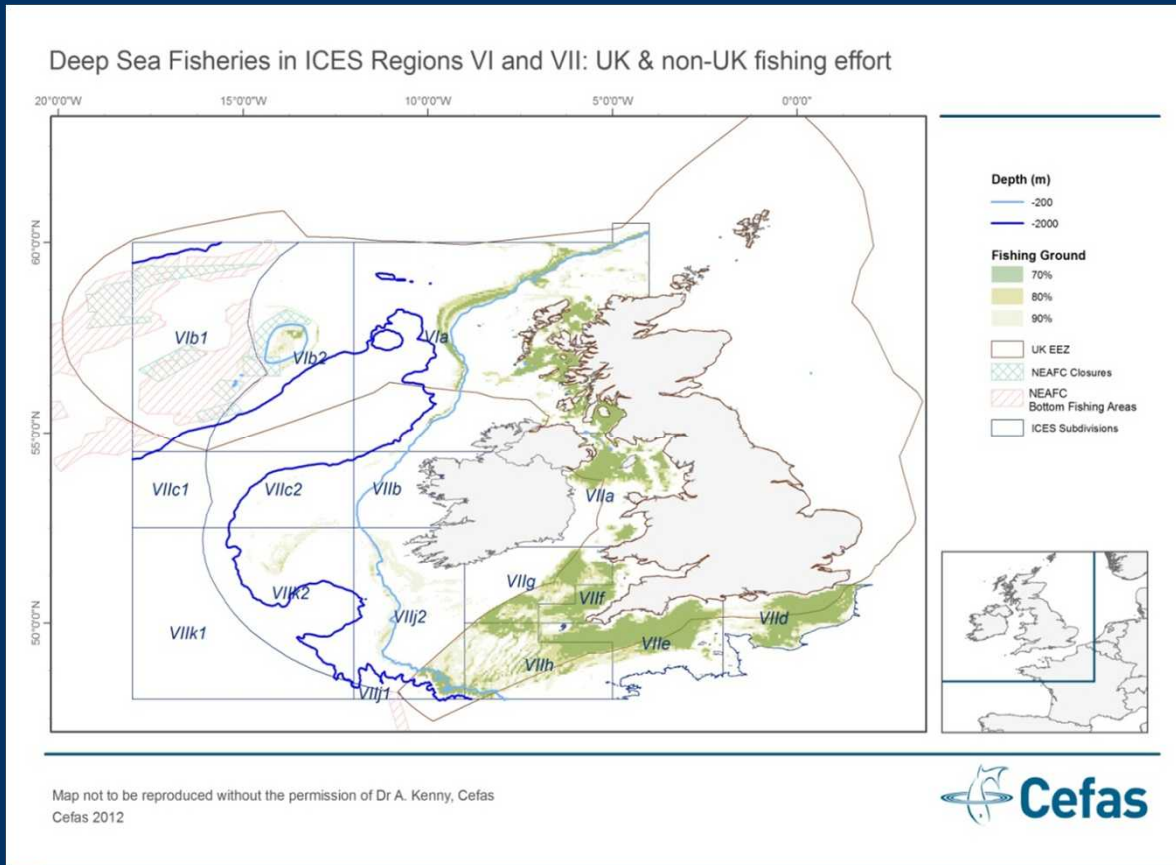 Deep Sea Fisheries in ICES Regions VI and VII: UK & non-UK fishing effort
20°0'0"W
15°0'0"W
10°0'0"W
5°0'0"W
0°0'0"
60°0'0"N
55°0'0"N
50°0'0"N
VIb1
VIb2
VIa
VIIc1
VIIc2
VIIb
VIIa
VIIg
VIIf
VIIk2
VIIj2
VIIk1
VIIe
VIId
VIIh
VIIj1
Depth (m)
-200
-2000
Fishing Ground
70%
80%
90%
UK EEZ
NEAFC Closures
NEAFC
Bottom Fishing Areas
ICES Subdivisions
Map not to be reproduced without the permission of Dr A. Kenny, Cefas
Cefas 2012
Cefas